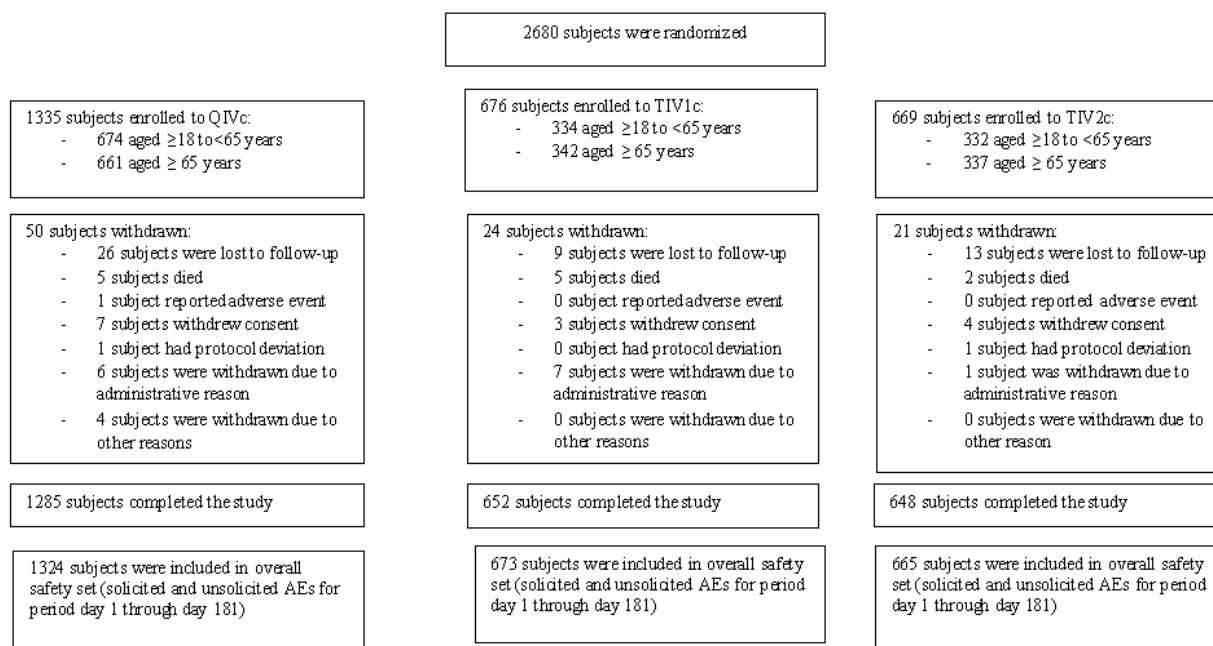 2680 subjects were randomized
1335 subjects enrolled to QIVc:
- 674 aged ≥18 to<65 years
- 661 aged ≥ 65 years
676 subjects enrolled to TIV1c:
- 334 aged ≥18 to <65 years
- 342 aged ≥ 65 years
669 subjects enrolled to TIV2c:
- 332 aged ≥18 to <65 years
- 337 aged ≥ 65 years
50 subjects withdrawn:
- 26 subjects were lost to follow-up
- 5 subjects died
- 1 subject reported adverse event
- 7 subjects withdrew consent
- 1 subject had protocol deviation
- 6 subjects were withdrawn due to
administrative reason
- 4 subjects were withdrawn due to
other reasons
24 subjects withdrawn:
- 9 subjects were lost to follow-up
- 5 subjects died
- 0 subject reported adverse event
- 3 subjects withdrew consent
- 0 subject had protocol deviation
- 7 subjects were withdrawn due to
administrative reason
- 0 subjects were withdrawn due to
other reasons
21 subjects withdrawn:
- 13 subjects were lost to follow-up
- 2 subjects died
- 0 subject reported adverse event
- 4 subjects withdrew consent
- 1 subject had protocol deviation
- 1 subject was withdrawn due to
administrative reason
- 0 subjects were withdrawn due to
other reason
1285 subjects completed the study
652 subjects completed the study
648 subjects completed the study
1324 subjects were included in overall
safety set (solicited and unsolicited AEs for
period day 1 through day 181)
673 subjects were included in overall
safety set (solicited and unsolicited AEs for
period day 1 through day 181)
665 subjects were included in overall
safety set (solicited and unsolicited AEs for
period day 1 through day 181)